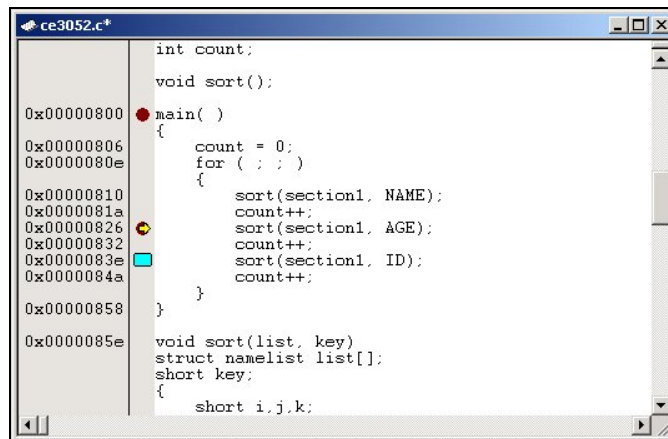 ce3052.c*
int count;
void sort();
0x00000800 main( )
{
0x00000806 count = 0;
0x0000080e for ( ; ; )
{
0x00000810 sort(section1, NAME);
0x0000081a count++;
0x00000826 sort(section1, AGE);
0x00000832 count++;
0x0000083e sort(section1, ID);
0x0000084a count++;
}
0x00000858 }
0x0000085e void sort(list, key)
struct namelist list[];
short key;
{
short i,j,k;